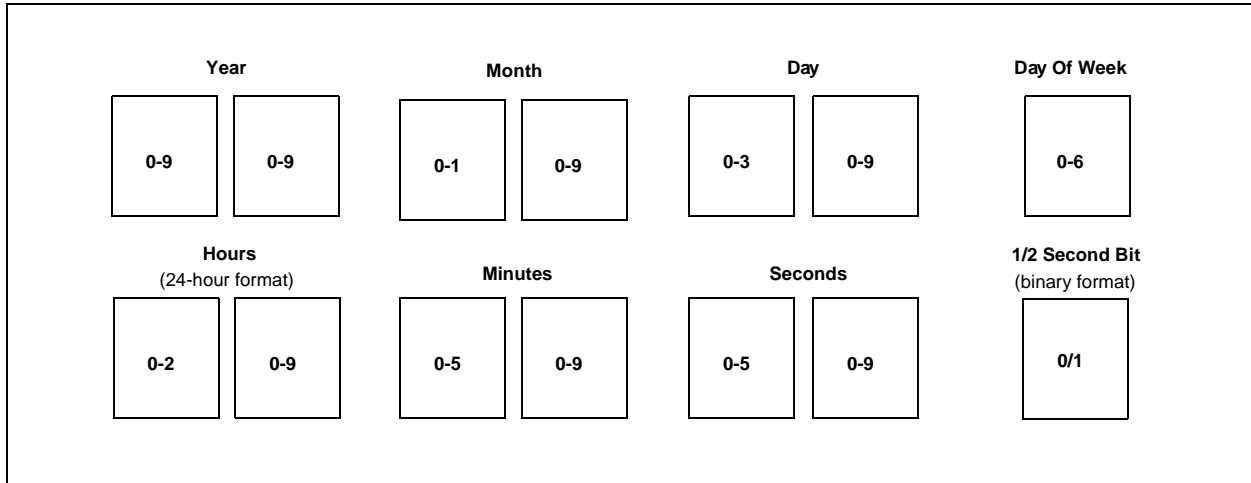 Year Month Day Day Of Week
0-9 0-9 0-1 0-9 0-3 0-9 0-6
Hours Minutes Seconds 1/2 Second Bit
(24-hour format) (binary format)
0-2 0-9 0-5 0-9 0-5 0-9 0/1